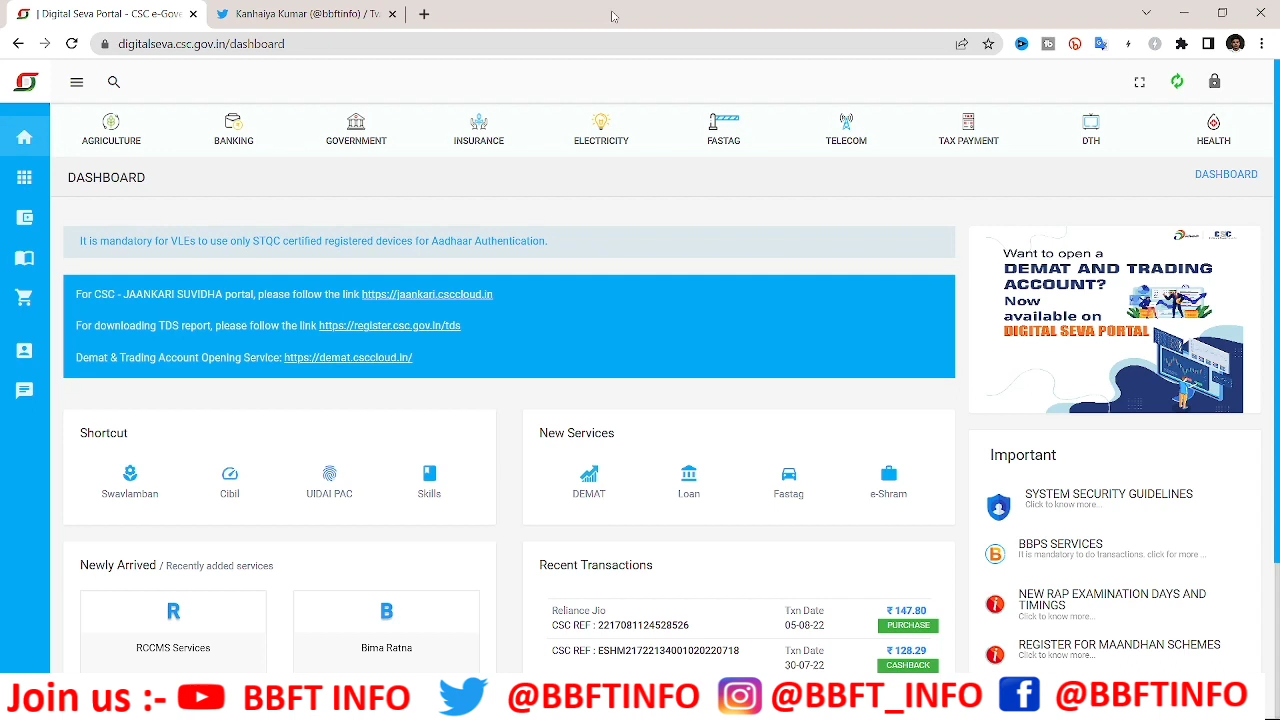 Digital Seva Portal - CSC e-Gove
Banking Kumar (@bbftinfo) / Tw
digitalseva.csc.gov.in/dashboard
AGRICULTURE
BANKING
GOVERNMENT
INSURANCE
ELECTRICITY
FASTAG
TELECOM
TAX PAYMENT
DTH
HEALTH
DASHBOARD
DASHBOARD
It is mandatory for VLEs to use only STQC certified registered devices for Aadhaar Authentication.
For CSC - JAANKARI SUVIDHA portal, please follow the link https://jaankari.csccloud.in
For downloading TDS report, please follow the link https://register.csc.gov.in/tds
Demat & Trading Account Opening Service: https://demat.csccloud.in/
CSC
Want to open a
DEMAT AND TRADING
ACCOUNT?
Now
available on
DIGITAL SEVA PORTAL
Shortcut
Swavlamban
Cibil
UIDAI PAC
Skills
New Services
DEMAT
Loan
Fastag
e-Shram
Important
SYSTEM SECURITY GUIDELINES
Click to know more...
BBPS SERVICES
It is mandatory to do transactions. click for more ...
NEW RAP EXAMINATION DAYS AND
TIMINGS
Click to know more...
REGISTER FOR MAANDHAN SCHEMES
Click to know more...
Newly Arrived / Recently added services
R
RCCMS Services
B
Bima Ratna
Recent Transactions
Reliance Jio
CSC REF : 2217081124528526
Txn Date
05-08-22
₹ 147.80
PURCHASE
CSC REF : ESHM21722134001020220718
Txn Date
30-07-22
₹ 128.29
CASHBACK
Join us :- BBFT INFO @BBFTINFO @BBFT_INFO @BBFTINFO